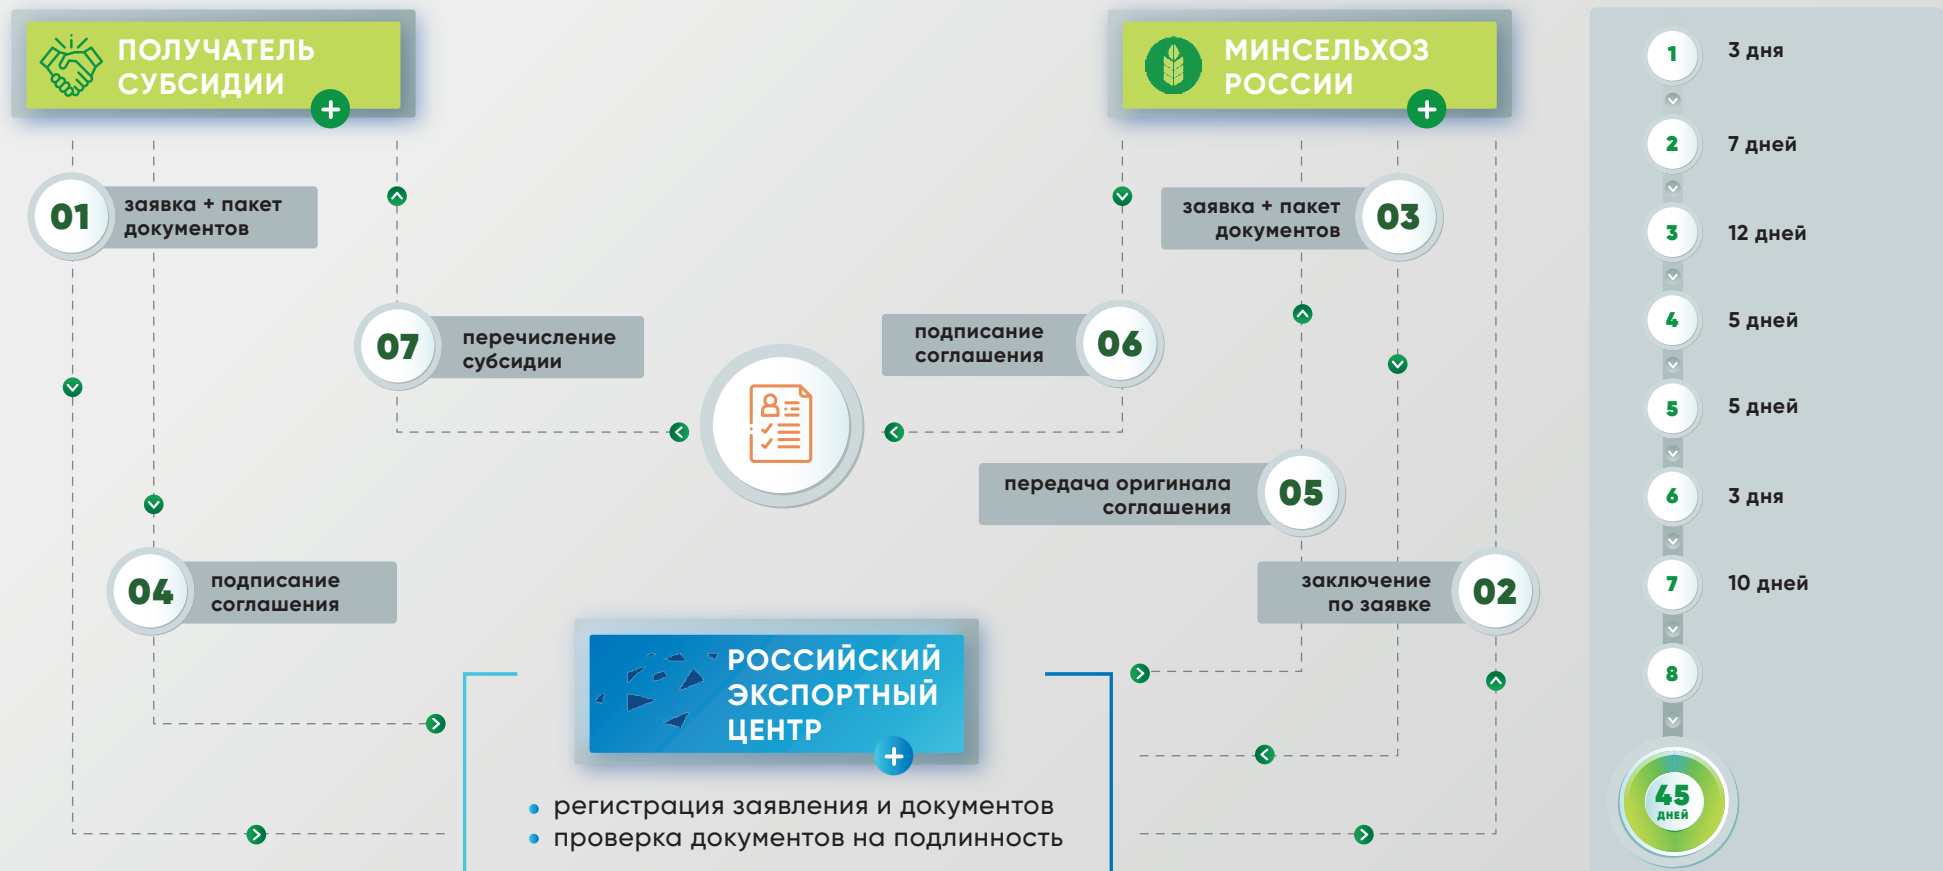 ПОЛУЧАТЕЛЬ
СУБСИДИИ
МИНСЕЛЬХОЗ
РОССИИ
01
заявка + пакет
документов
заявка + пакет
документов
03
07
перечисление
субсидии
подписание
соглашения
06
передача оригинала
соглашения
05
04
подписание
соглашения
заключение
по заявке
02
РОССИЙСКИЙ
ЭКСПОРТНЫЙ
ЦЕНТР
• регистрация заявления и документов
• проверка документов на подлинность
1 3 дня
2 7 дней
3 12 дней
4 5 дней
5 5 дней
6 3 дня
7 10 дней
8
45
ДНЕЙ